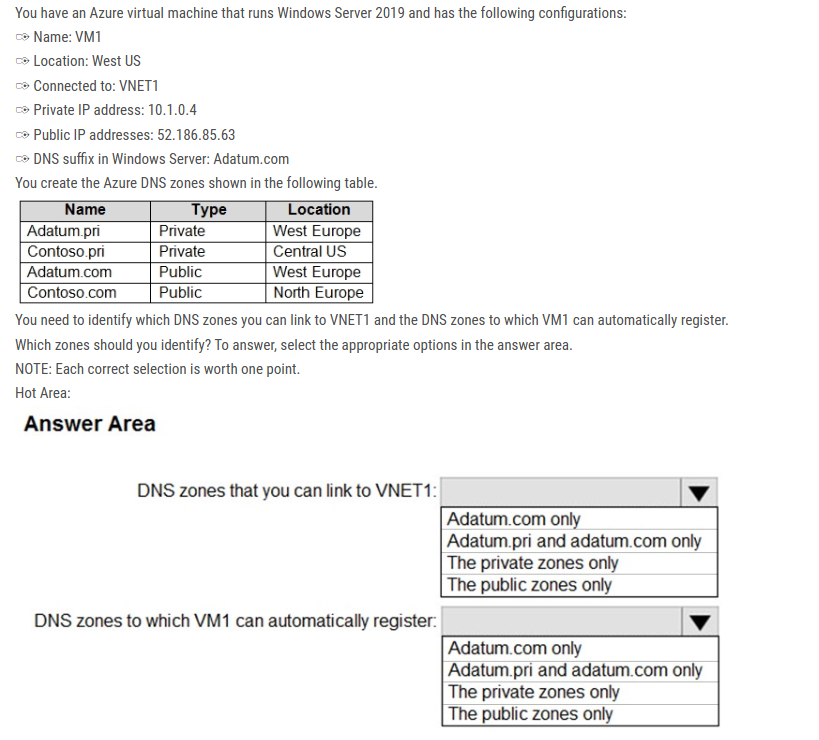 You have an Azure virtual machine that runs Windows Server 2019 and has the following configurations:
Name: VM1
Location: West US
Connected to: VNET1
Private IP address: 10.1.0.4
Public IP addresses: 52.186.85.63
DNS suffix in Windows Server: Adatum.com
You create the Azure DNS zones shown in the following table.
Name Type Location
Adatum.pri Private West Europe
Contoso.pri Private Central US
Adatum.com Public West Europe
Contoso.com Public North Europe
You need to identify which DNS zones you can link to VNET1 and the DNS zones to which VM1 can automatically register.
Which zones should you identify? To answer, select the appropriate options in the answer area.
NOTE: Each correct selection is worth one point.
Hot Area:
Answer Area
DNS zones that you can link to VNET1:
Adatum.com only
Adatum.pri and adatum.com only
The private zones only
The public zones only
DNS zones to which VM1 can automatically register:
Adatum.com only
Adatum.pri and adatum.com only
The private zones only
The public zones only